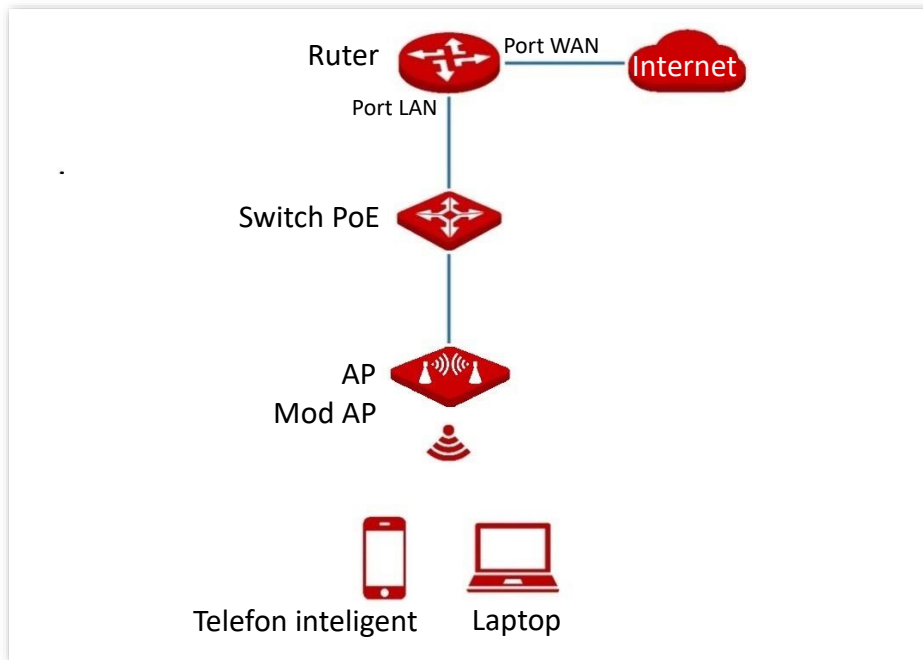 Ruter
Port WAN
Internet
Port LAN
Switch PoE
AP
Mod AP
Telefon inteligent
Laptop